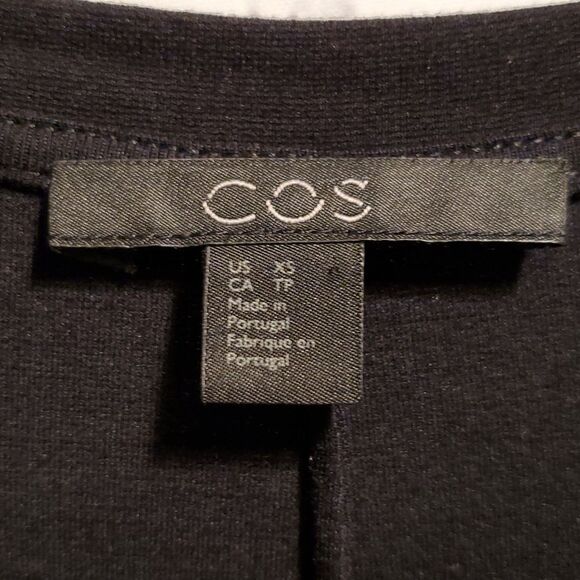 COS
US XS
CA TP
Made in
Portugal
Fabriqué en
Portugal